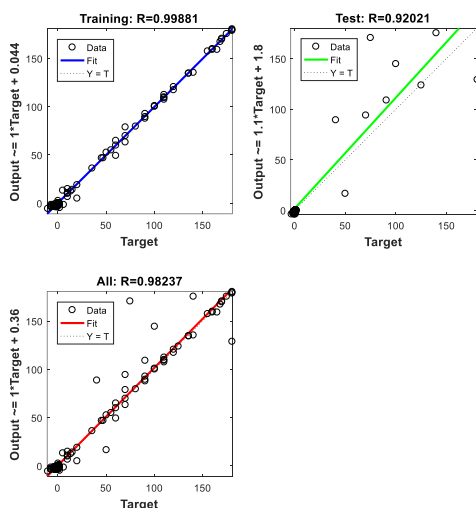 Training: R=0.99881
Output ~= 1*Target + 0.044
150
100
50
0
Data
Fit
Y = T
0 50 100 150
Target
Test: R=0.92021
Output ~= 1.1*Target + 1.8
150
100
50
0
Data
Fit
Y = T
0 50 100 150
Target
All: R=0.98237
Output ~= 1*Target + 0.36
150
100
50
0
Data
Fit
Y = T
0 50 100 150
Target